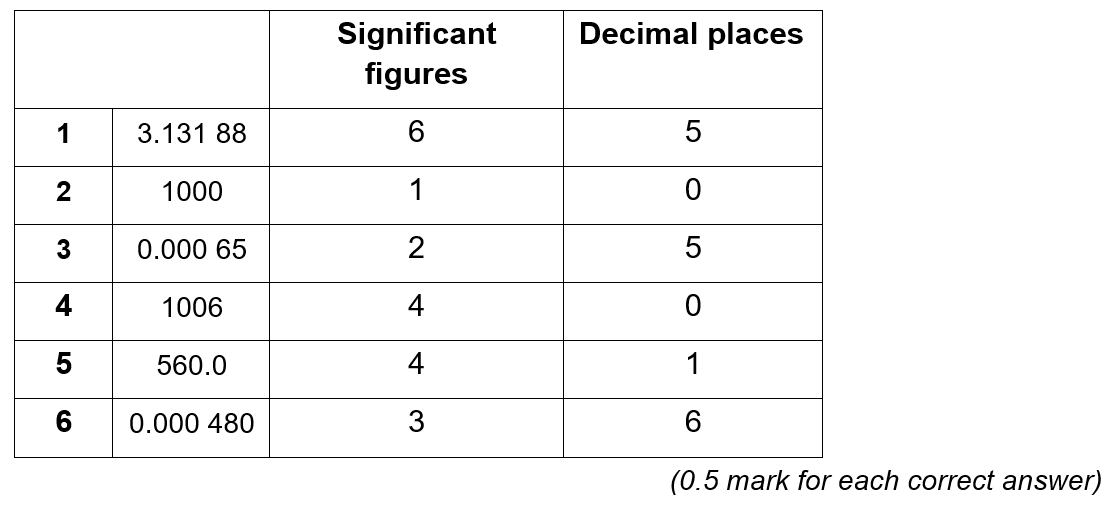 Significant figures Decimal places
1 3.131 88 6 5
2 1000 1 0
3 0.000 65 2 5
4 1006 4 0
5 560.0 4 1
6 0.000 480 3 6
(0.5 mark for each correct answer)